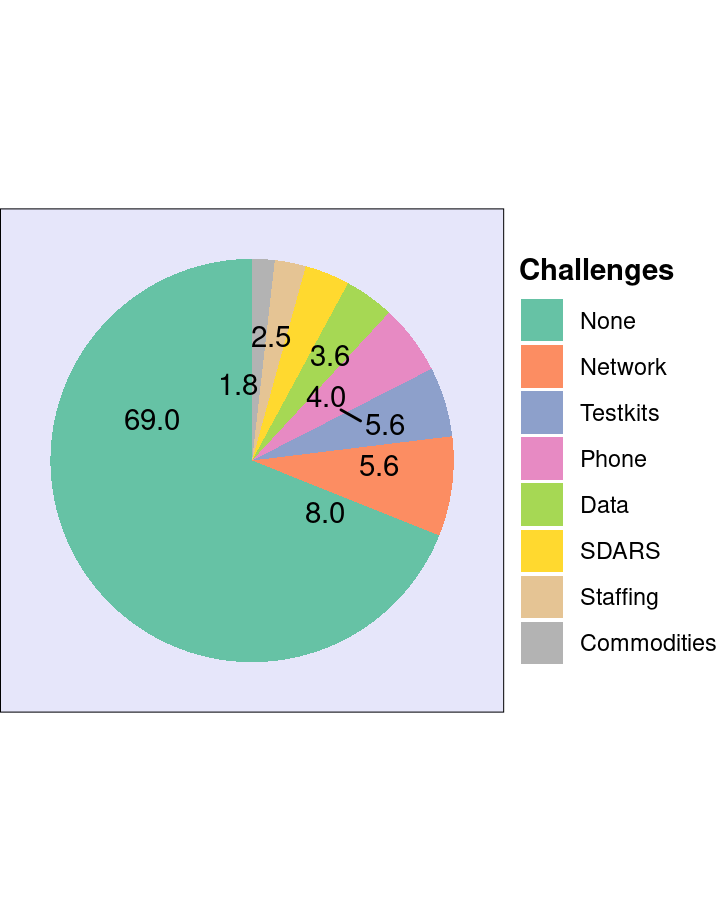 2.5
3.6
1.8
4.0
69.0
5.6
5.6
8.0
Challenges
None
Network
Testkits
Phone
Data
SDARS
Staffing
Commodities